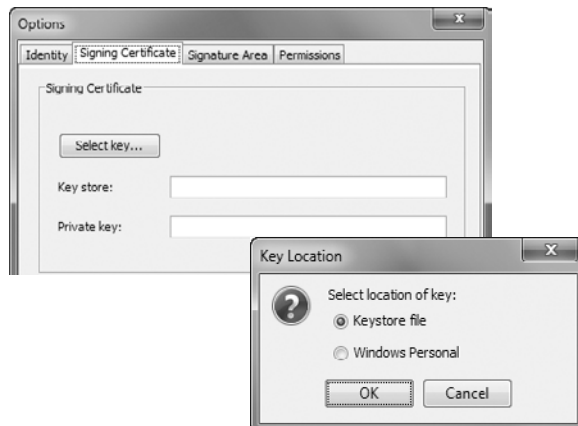 Options
x
Identity Signing Certificate Signature Area Permissions
Signing Certificate
Select key...
Key store:
Private key:
Key Location
x
Select location of key:
Keystore file
Windows Personal
OK Cancel